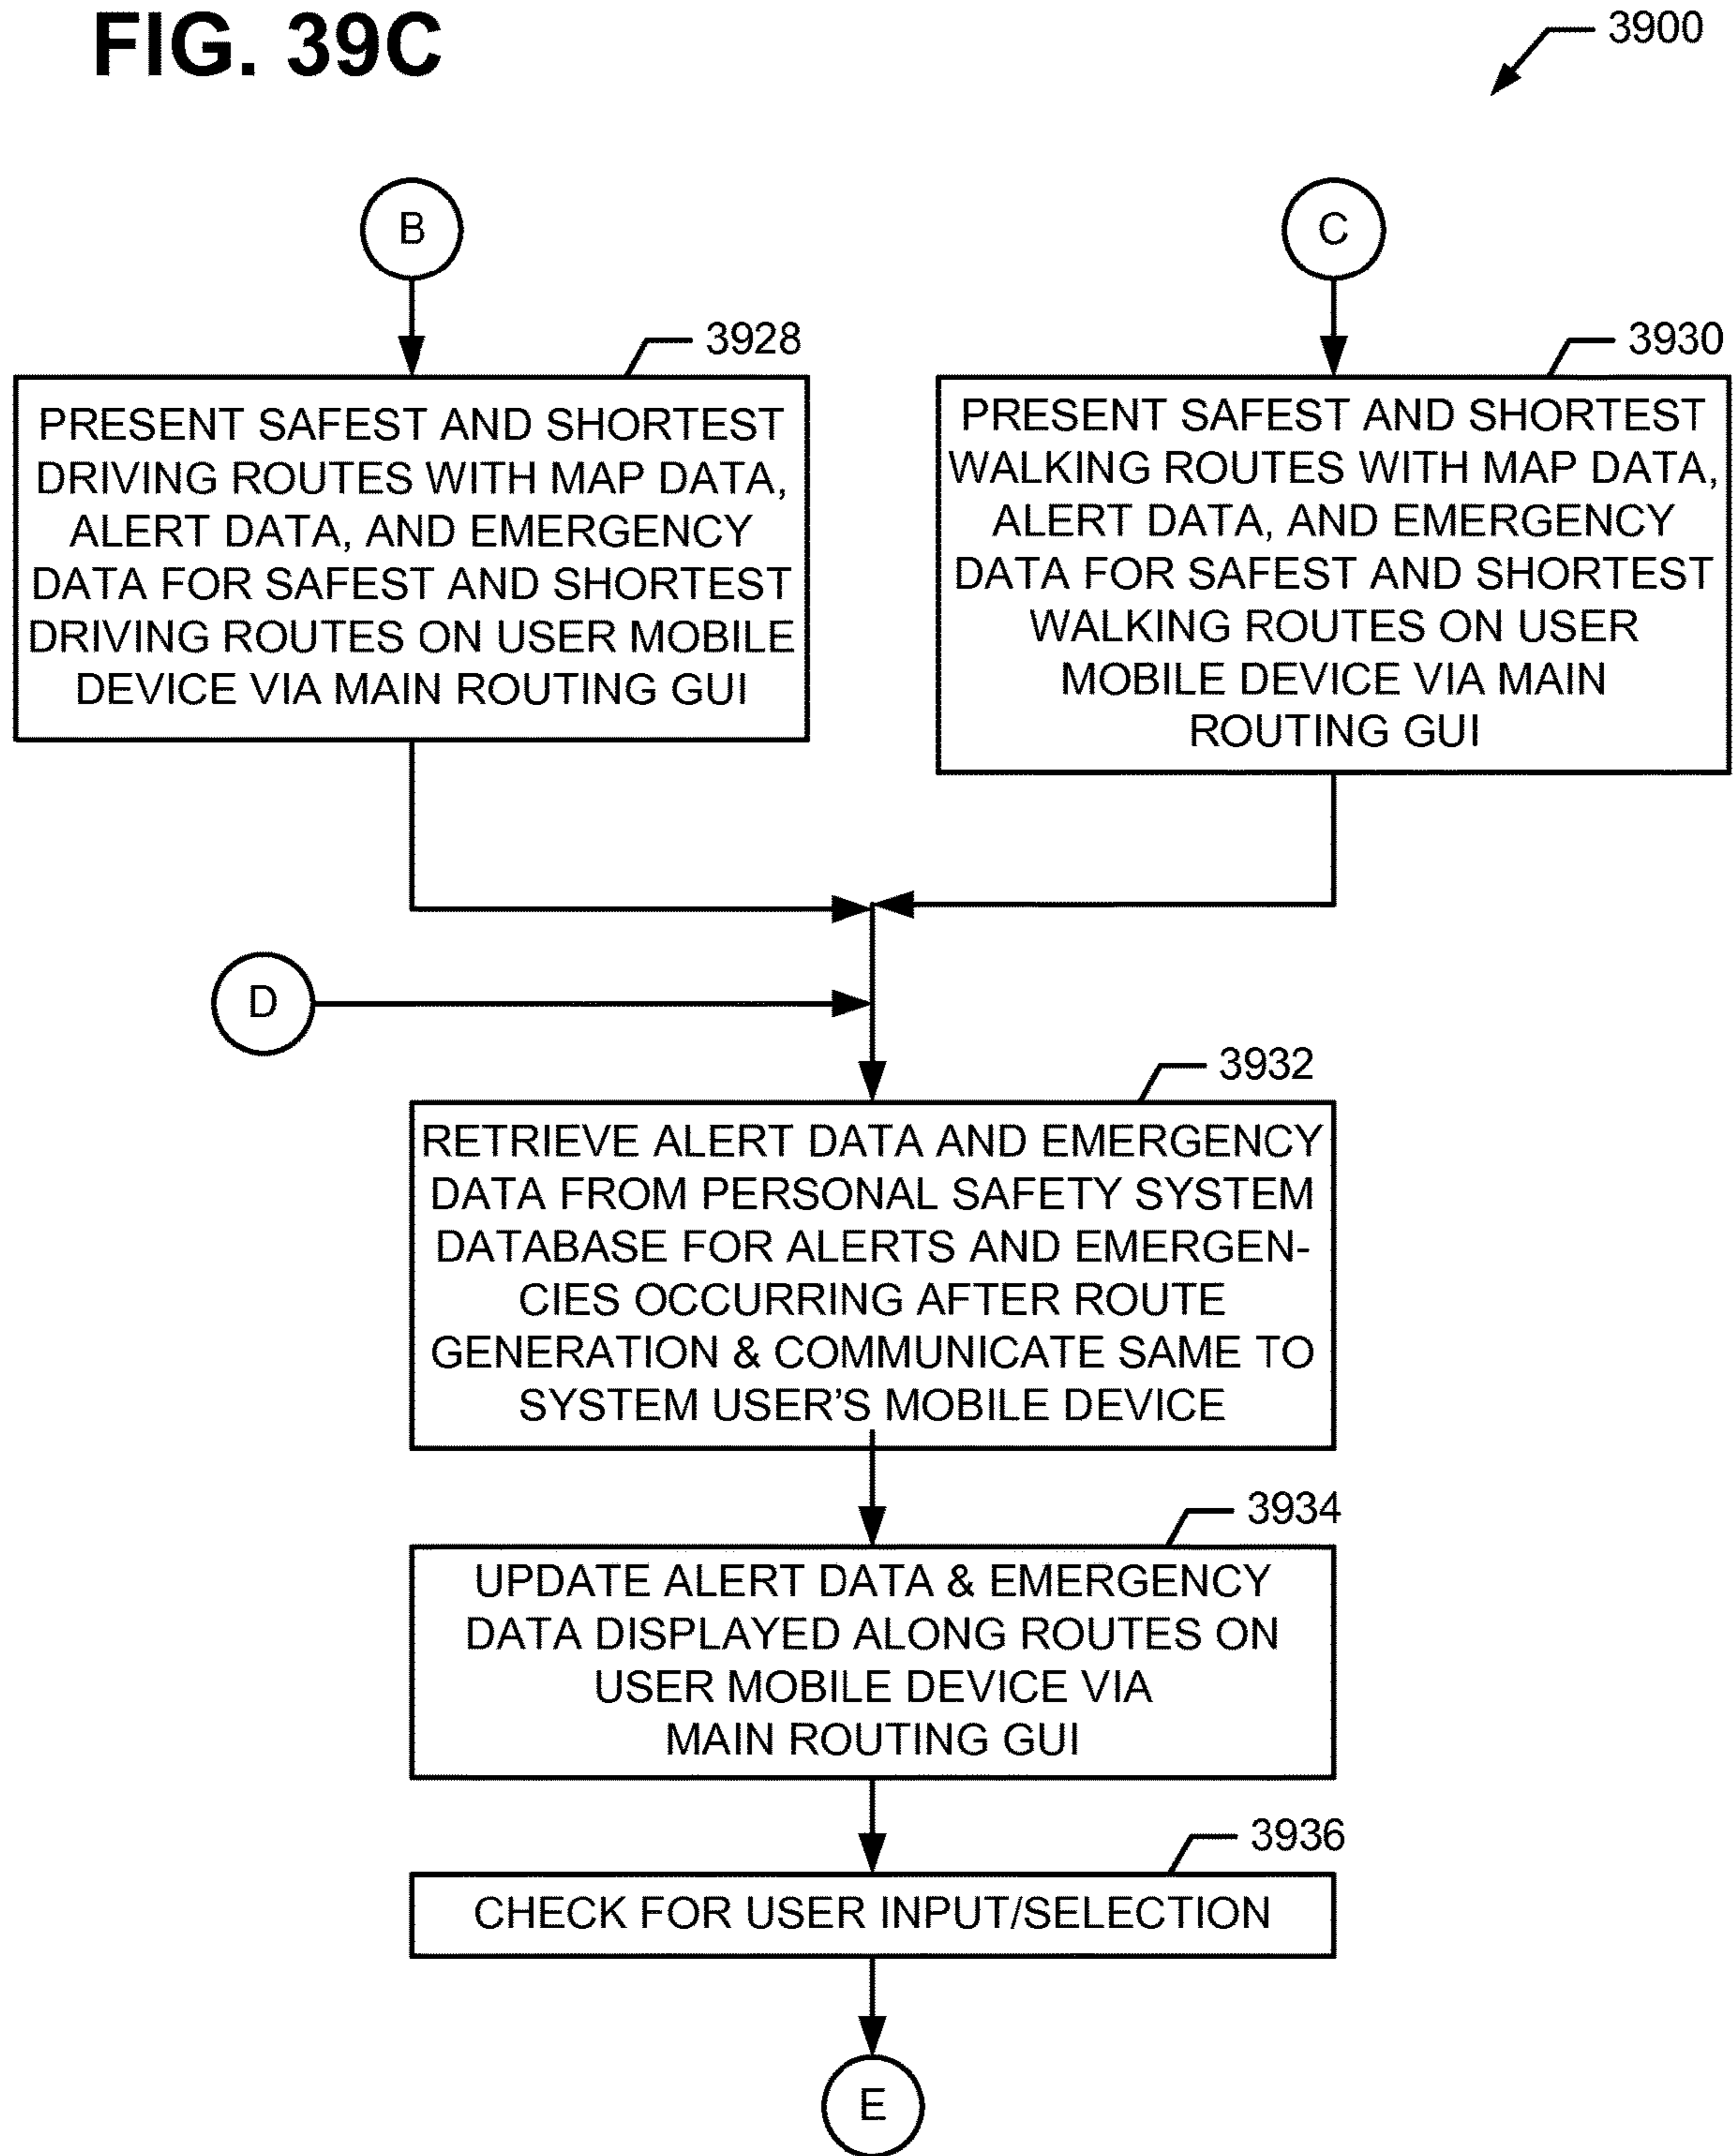 FIG. 39C
3900
B
C
3928
3930
PRESENT SAFEST AND SHORTEST
DRIVING ROUTES WITH MAP DATA,
ALERT DATA, AND EMERGENCY
DATA FOR SAFEST AND SHORTEST
DRIVING ROUTES ON USER MOBILE
DEVICE VIA MAIN ROUTING GUI
PRESENT SAFEST AND SHORTEST
WALKING ROUTES WITH MAP DATA,
ALERT DATA, AND EMERGENCY
DATA FOR SAFEST AND SHORTEST
WALKING ROUTES ON USER
MOBILE DEVICE VIA MAIN
ROUTING GUI
D
3932
RETRIEVE ALERT DATA AND EMERGENCY
DATA FROM PERSONAL SAFETY SYSTEM
DATABASE FOR ALERTS AND EMERGEN-
CIES OCCURRING AFTER ROUTE
GENERATION & COMMUNICATE SAME TO
SYSTEM USER'S MOBILE DEVICE
3934
UPDATE ALERT DATA & EMERGENCY
DATA DISPLAYED ALONG ROUTES ON
USER MOBILE DEVICE VIA
MAIN ROUTING GUI
3936
CHECK FOR USER INPUT/SELECTION
E